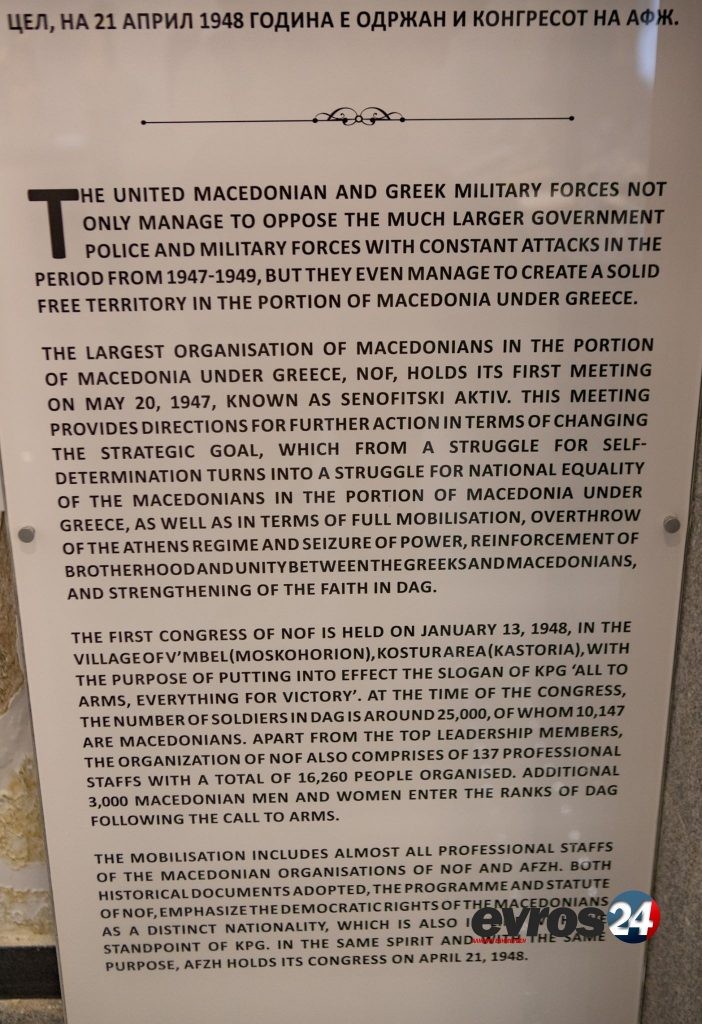 ЦЕЛ, НА 21 АПРИЛ 1948 ГОДИНА Е ОДРЖАН И КОНГРЕСОТ НА АФЖ.
THE UNITED MACEDONIAN AND GREEK MILITARY FORCES NOT
ONLY MANAGE TO OPPOSE THE MUCH LARGER GOVERNMENT
POLICE AND MILITARY FORCES WITH CONSTANT ATTACKS IN THE
PERIOD FROM 1947-1949, BUT THEY EVEN MANAGE TO CREATE A SOLID
FREE TERRITORY IN THE PORTION OF MACEDONIA UNDER GREECE.
THE LARGEST ORGANISATION OF MACEDONIANS IN THE PORTION
OF MACEDONIA UNDER GREECE, NOF, HOLDS ITS FIRST MEETING
ON MAY 20, 1947, KNOWN AS SENOFITSKI AKTIV. THIS MEETING
PROVIDES DIRECTIONS FOR FURTHER ACTION IN TERMS OF CHANGING
THE STRATEGIC GOAL, WHICH FROM A STRUGGLE FOR SELF-
DETERMINATION TURNS INTO A STRUGGLE FOR NATIONAL EQUALITY
OF THE MACEDONIANS IN THE PORTION OF MACEDONIA UNDER
GREECE, AS WELL AS IN TERMS OF FULL MOBILISATION, OVERTHROW
OF THE ATHENS REGIME AND SEIZURE OF POWER, REINFORCEMENT OF
BROTHERHOOD AND UNITY BETWEEN THE GREEKS AND MACEDONIANS,
AND STRENGTHENING OF THE FAITH IN DAG.
THE FIRST CONGRESS OF NOF IS HELD ON JANUARY 13, 1948, IN THE
VILLAGE OF V'MBEL (MOSKOHORION), KOSTUR AREA (KASTORIA), WITH
THE PURPOSE OF PUTTING INTO EFFECT THE SLOGAN OF KPG 'ALL TO
ARMS, EVERYTHING FOR VICTORY'. AT THE TIME OF THE CONGRESS,
THE NUMBER OF SOLDIERS IN DAG IS AROUND 25,000, OF WHOM 10,147
ARE MACEDONIANS. APART FROM THE TOP LEADERSHIP MEMBERS,
THE ORGANIZATION OF NOF ALSO COMPRISES OF 137 PROFESSIONAL
STAFFS WITH A TOTAL OF 16,260 PEOPLE ORGANISED. ADDITIONAL
3,000 MACEDONIAN MEN AND WOMEN ENTER THE RANKS OF DAG
FOLLOWING THE CALL TO ARMS.
THE MOBILISATION INCLUDES ALMOST ALL PROFESSIONAL STAFFS
OF THE MACEDONIAN ORGANISATIONS OF NOF AND AFZH. BOTH
HISTORICAL DOCUMENTS ADOPTED, THE PROGRAMME AND STATUTE
OF NOF, EMPHASIZE THE DEMOCRATIC RIGHTS OF THE MACEDONIANS
AS A DISTINCT NATIONALITY, WHICH IS ALSO
STANDPOINT OF KPG. IN THE SAME SPIRIT AND WITH THE SAME
PURPOSE, AFZH HOLDS ITS CONGRESS ON APRIL 21, 1948.
evros24